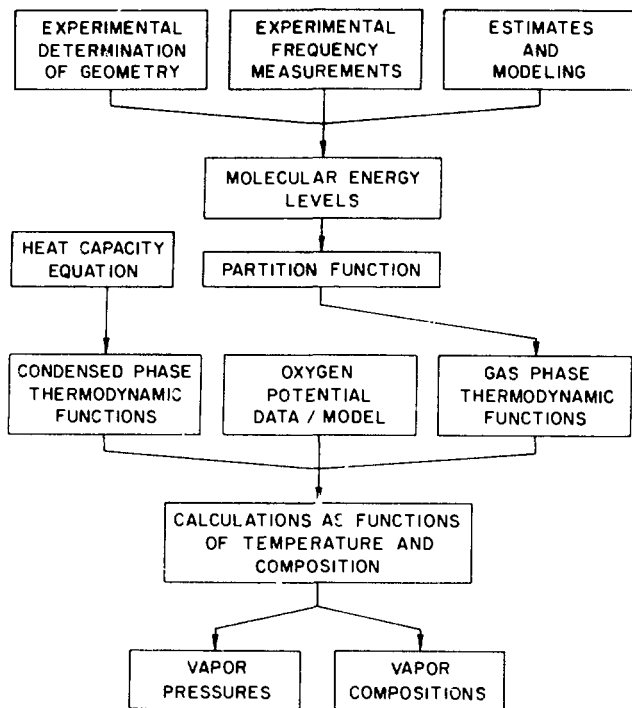 EXPERIMENTAL
DETERMINATION
OF GEOMETRY
EXPERIMENTAL
FREQUENCY
MEASUREMENTS
ESTIMATES
AND
MODELING
MOLECULAR ENERGY
LEVELS
HEAT CAPACITY
EQUATION
PARTITION FUNCTION
CONDENSED PHASE
THERMODYNAMIC
FUNCTIONS
OXYGEN
POTENTIAL
DATA / MODEL
GAS PHASE
THERMODYNAMIC
FUNCTIONS
CALCULATIONS AS FUNCTIONS
OF TEMPERATURE AND
COMPOSITION
VAPOR
PRESSURES
VAPOR
COMPOSITIONS